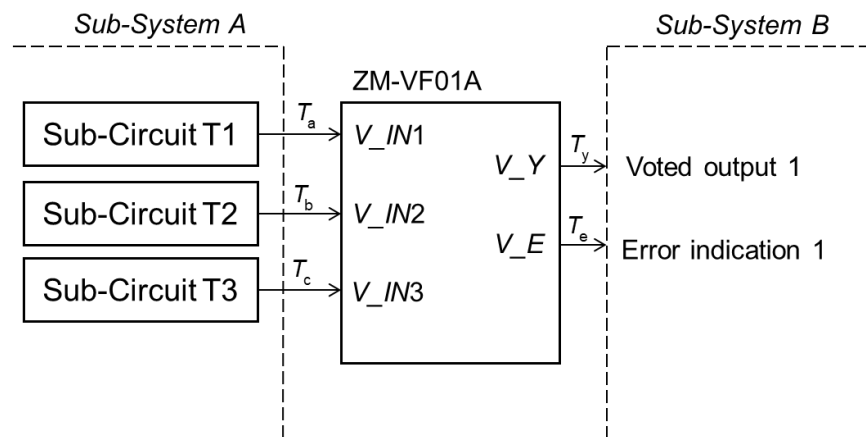 Sub-System A
Sub-System B
ZM-VF01A
Sub-Circuit T1
Ta
V_IN1
Sub-Circuit T2
Tb
V_IN2
Sub-Circuit T3
Tc
V_IN3
V_Y
Ty
Voted output 1
V_E
Te
Error indication 1